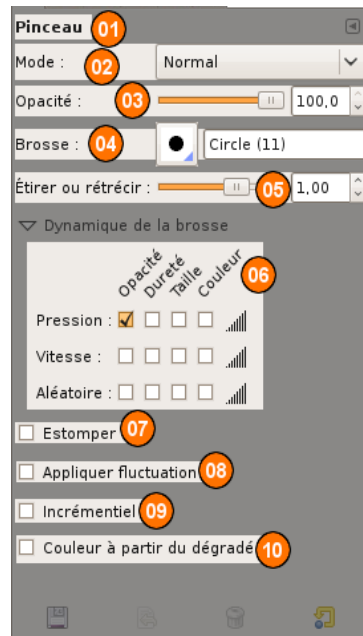 Pinceau 01
Mode : 02 Normal
Opacité : 03 100,0
Brosse : 04 Circle (11)
Étirer ou rétrécir : 05 1,00
Dynamique de la brosse
Opacité Dureté Taille Couleur 06
Pression :
Vitesse :
Aléatoire :
Estomper 07
Appliquer fluctuation 08
Incrémentiel 09
Couleur à partir du dégradé 10